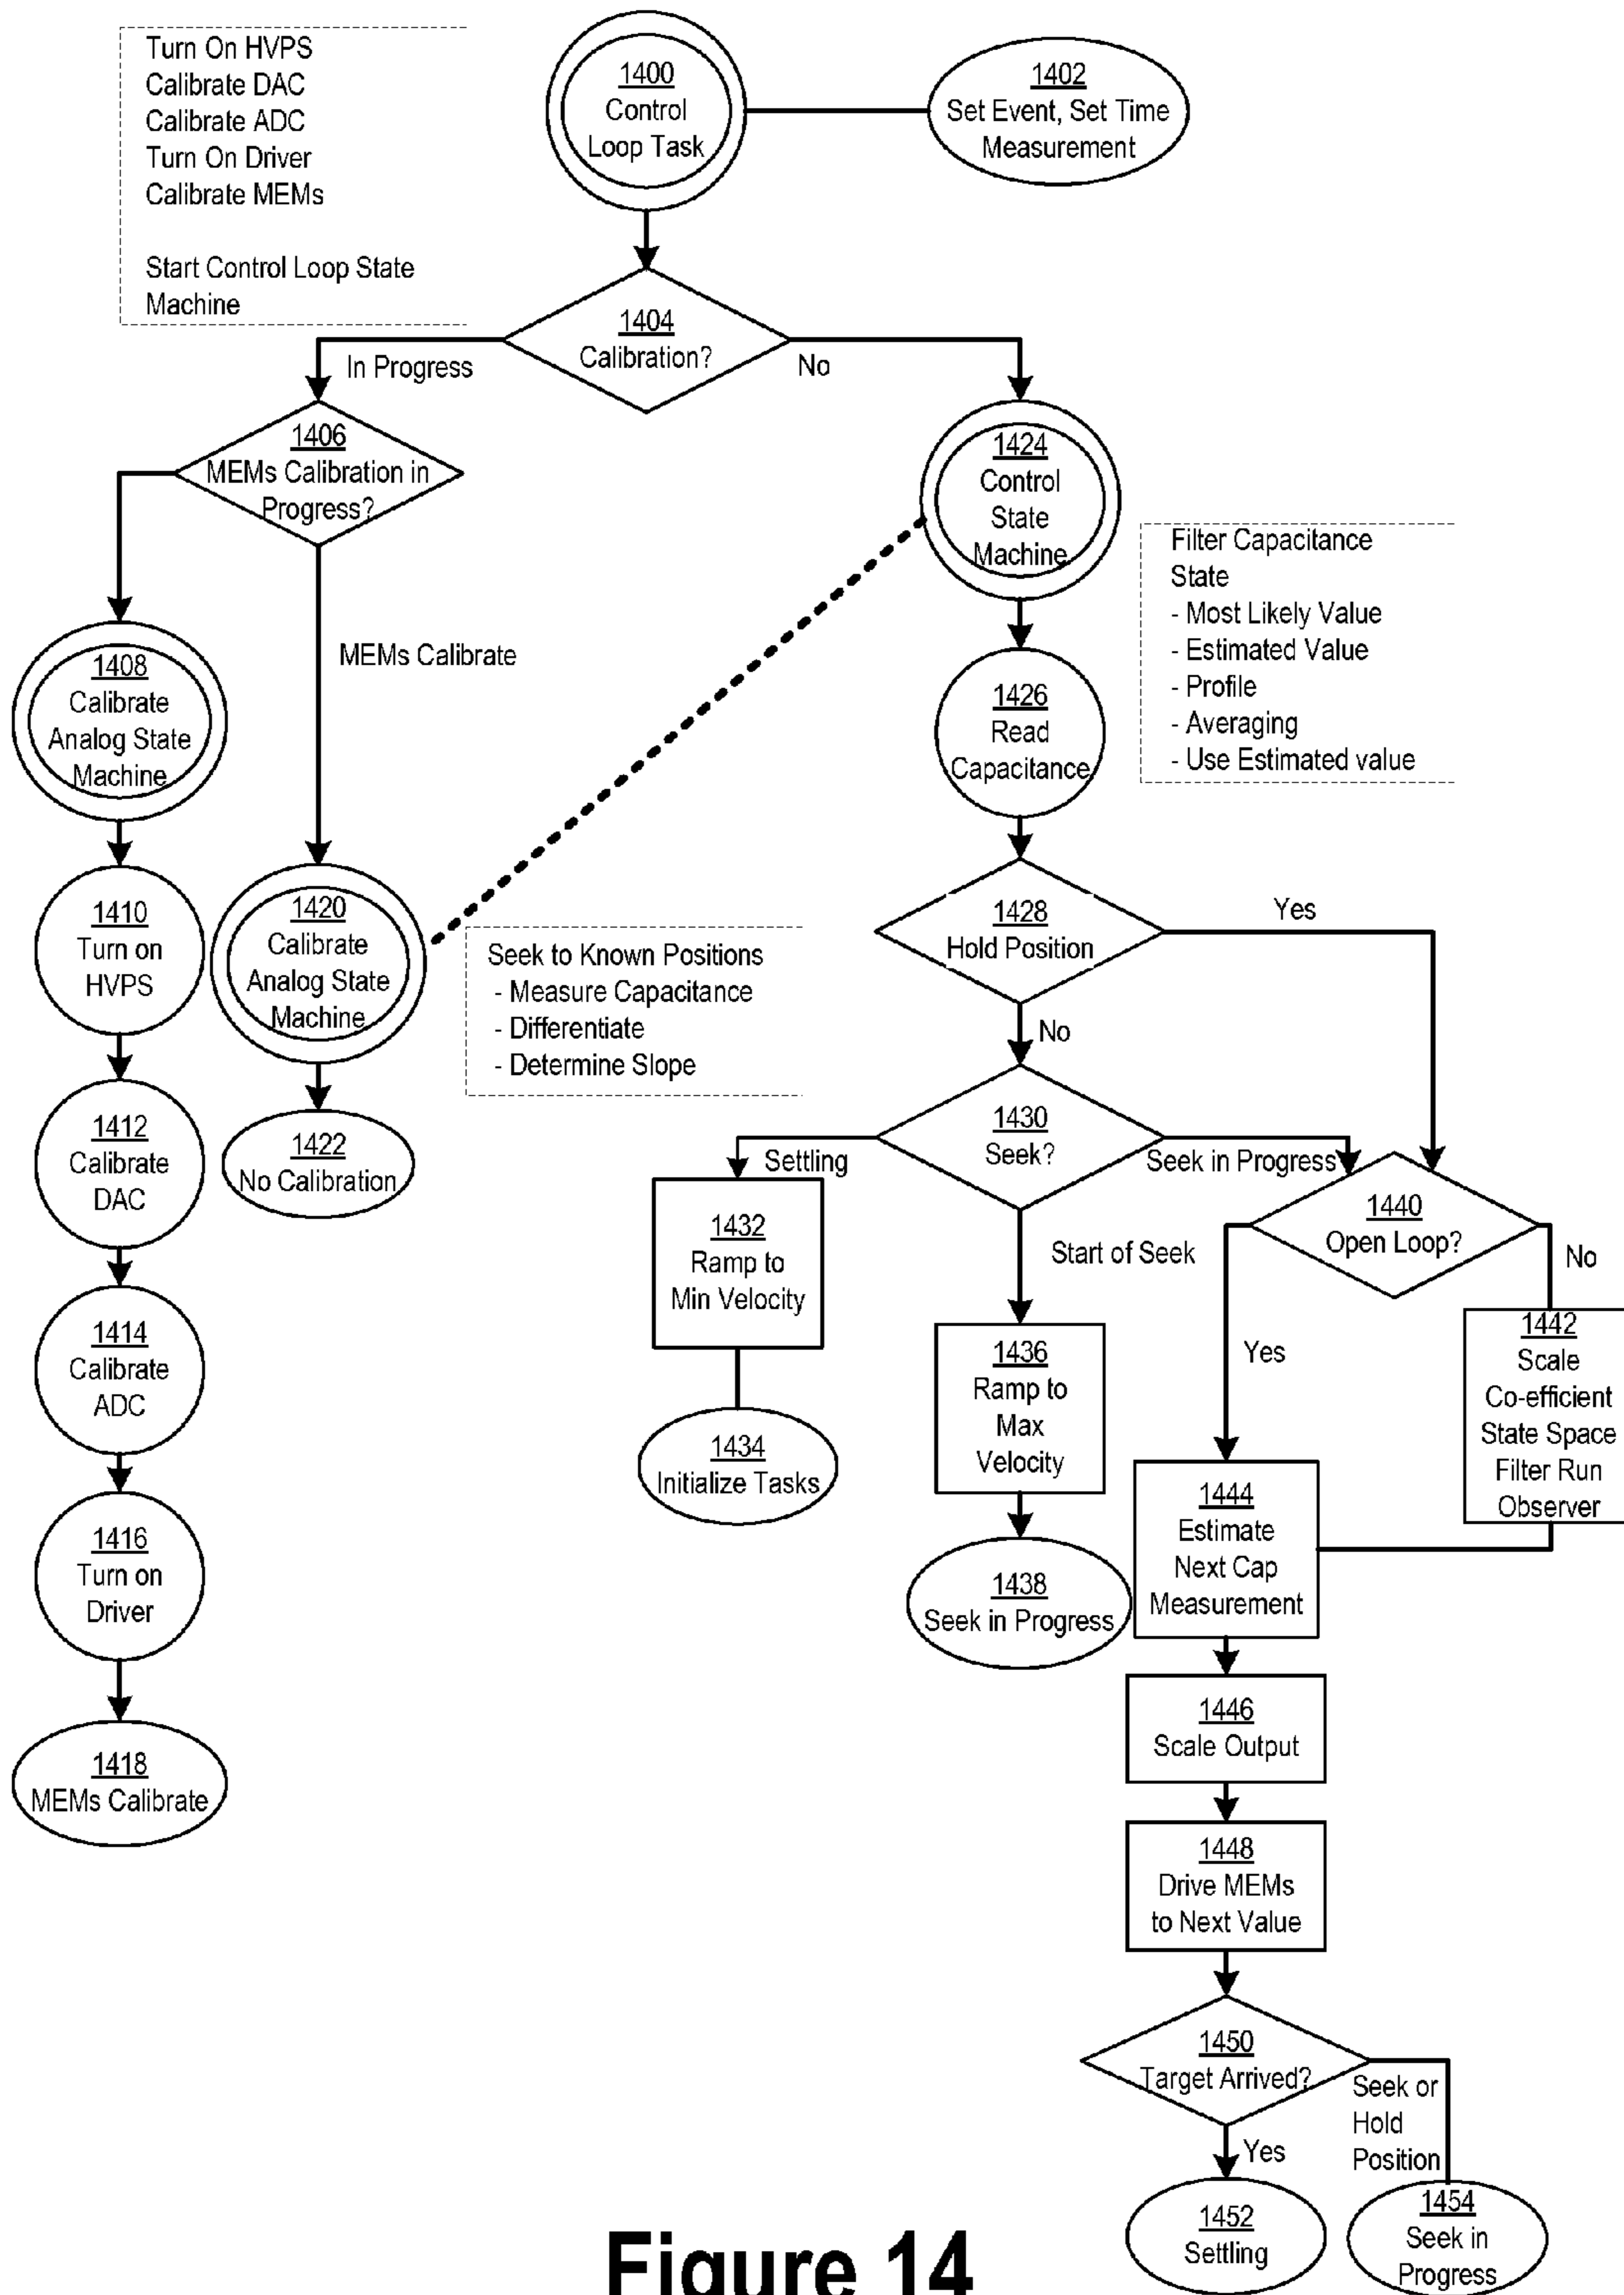 Turn On HVPS
Calibrate DAC
Calibrate ADC
Turn On Driver
Calibrate MEMs
Start Control Loop State
Machine
1400
Control
Loop Task
1402
Set Event, Set Time
Measurement
1404
Calibration?
In Progress
No
1406
MEMs Calibration in
Progress?
MEMs Calibrate
1408
Calibrate
Analog State
Machine
1410
Turn on
HVPS
1412
Calibrate
DAC
1414
Calibrate
ADC
1416
Turn on
Driver
1418
MEMs Calibrate
1420
Calibrate
Analog State
Machine
1422
No Calibration
Seek to Known Positions
- Measure Capacitance
- Differentiate
- Determine Slope
1424
Control
State
Machine
Filter Capacitance
State
- Most Likely Value
- Estimated Value
- Profile
- Averaging
- Use Estimated value
1426
Read
Capacitance
1428
Hold Position
Yes
No
1430
Seek?
Settling
Seek in Progress
Start of Seek
1432
Ramp to
Min Velocity
1434
Initialize Tasks
1436
Ramp to
Max
Velocity
1438
Seek in Progress
1440
Open Loop?
No
Yes
1442
Scale
Co-efficient
State Space
Filter Run
Observer
1444
Estimate
Next Cap
Measurement
1446
Scale Output
1448
Drive MEMs
to Next Value
1450
Target Arrived?
Yes
Seek or
Hold
Position
1452
Settling
1454
Seek in
Progress
Figure 14